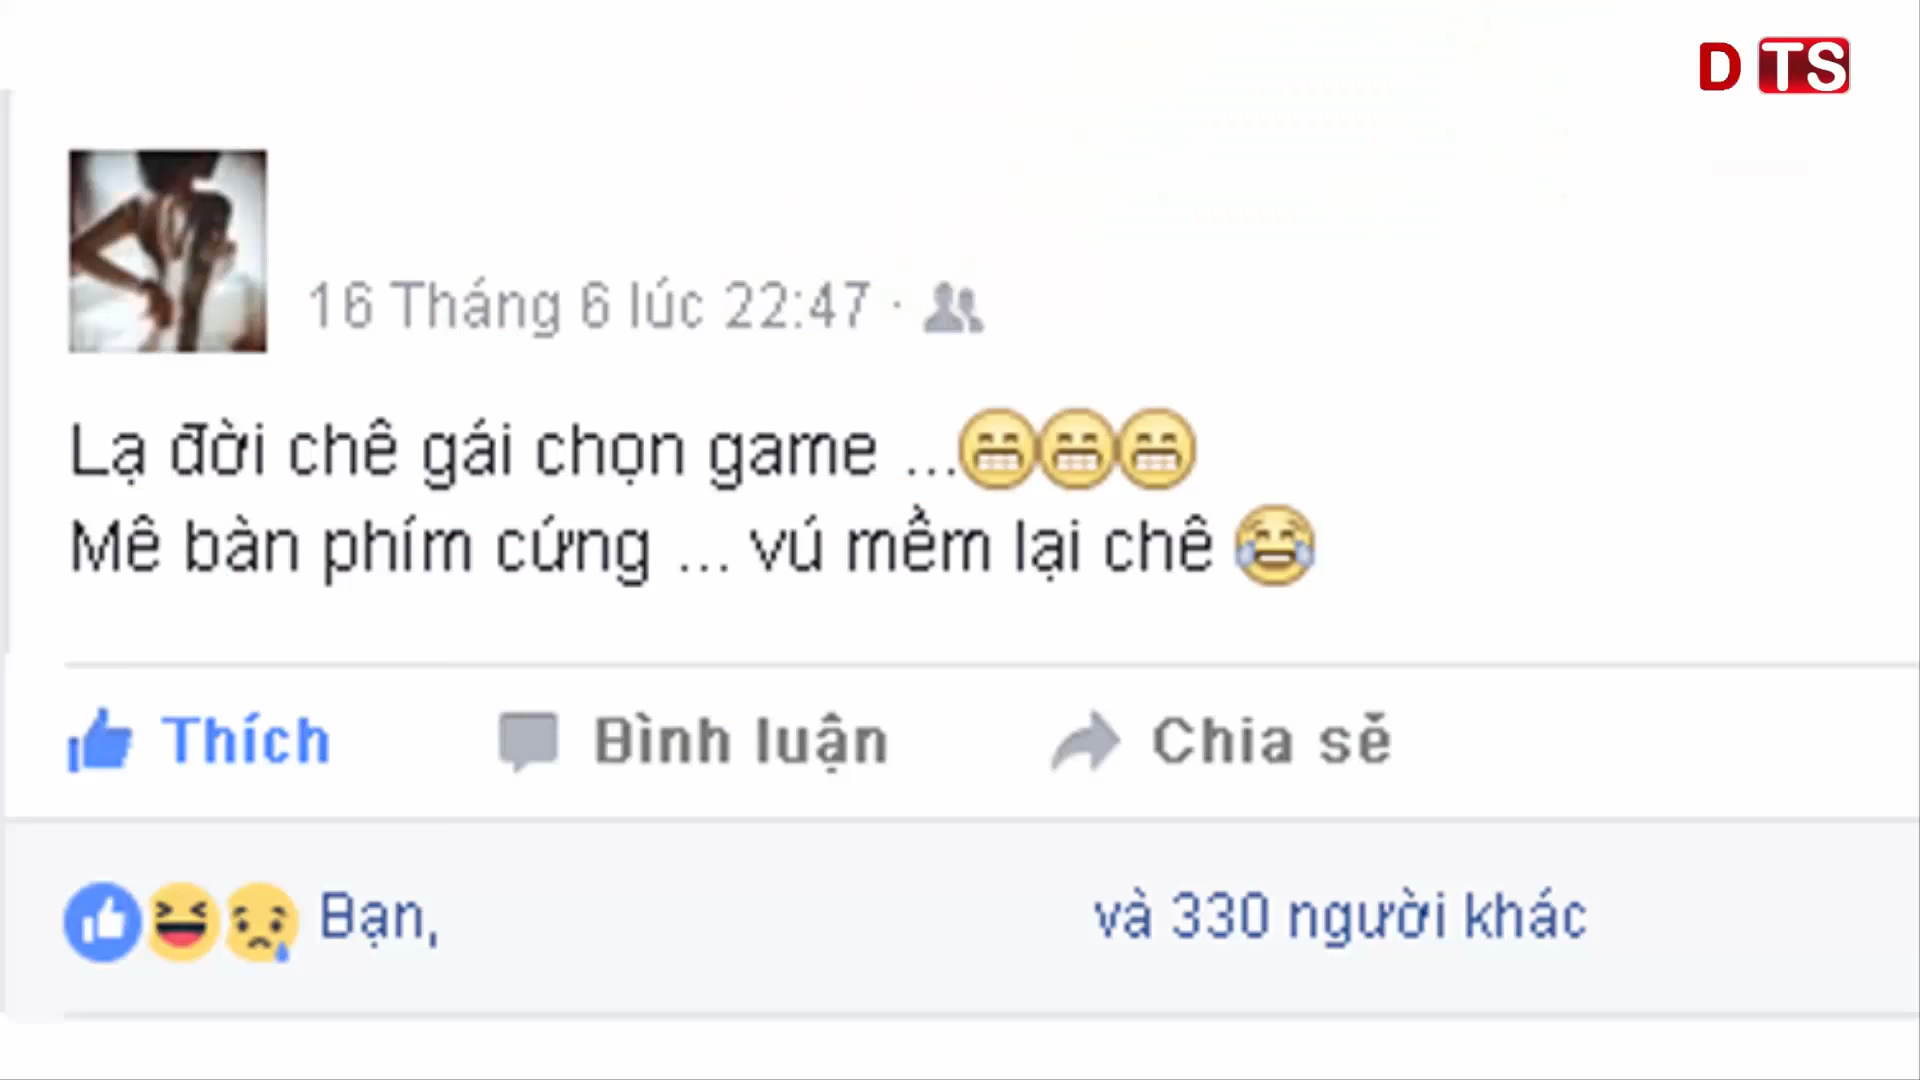 D TS
16 Tháng 6 lúc 22:47 ·
Lạ đời chê gái chọn game ...😁😁😁
Mê bàn phím cứng ... vú mềm lại chê 😂
Thích Bình luận Chia sẻ
Bạn, và 330 người khác